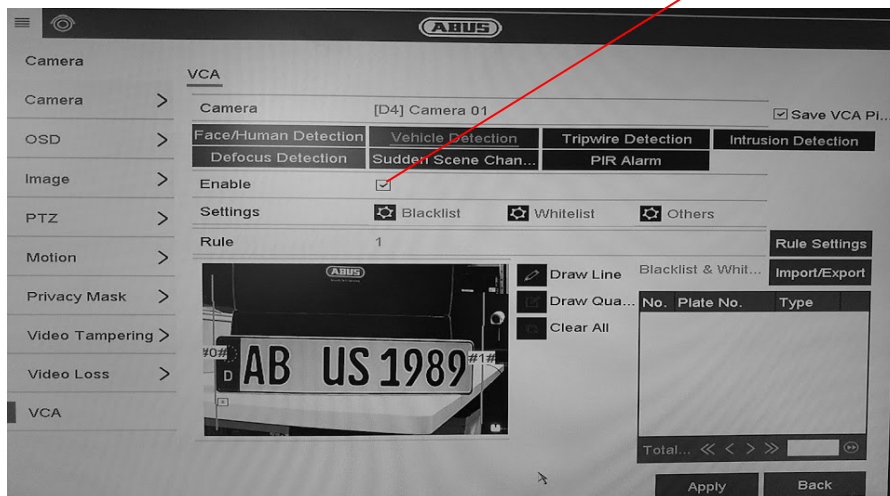 ABUS
Camera
VCA
Camera
Camera [D4] Camera 01
Save VCA Pi...
OSD
Face/Human Detection Vehicle Detection Tripwire Detection Intrusion Detection
Defocus Detection Sudden Scene Chan... PIR Alarm
Image
Enable
PTZ
Settings Blacklist Whitelist Others
Rule 1
Rule Settings
Motion
ABUS
Draw Line
Blacklist & Whit...
Import/Export
Privacy Mask
Draw Qua...
No. Plate No. Type
Video Tampering
Clear All
#0# D AB US 1989 #1#
Video Loss
VCA
Total...
Apply Back